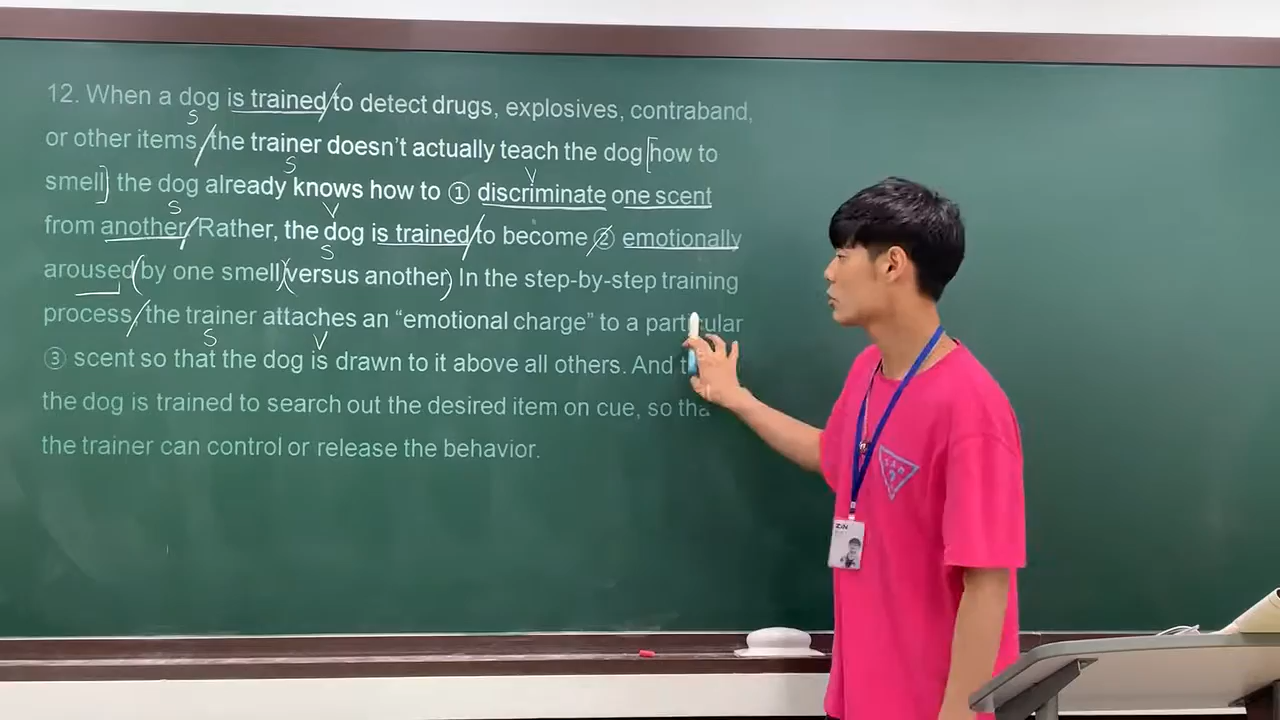 12. When a dog is trained to detect drugs, explosives, contraband,
or other items, the trainer doesn't actually teach the dog how to
smell; the dog already knows how to ① discriminate one scent
from another. Rather, the dog is trained to become ② emotionally
aroused by one smell versus another. In the step-by-step training
process, the trainer attaches an “emotional charge” to a particular
③ scent so that the dog is drawn to it above all others. And
the dog is trained to search out the desired item on cue, so
the trainer can control or release the behavior.
S
S
V
S
V
S
S
V
ZIN